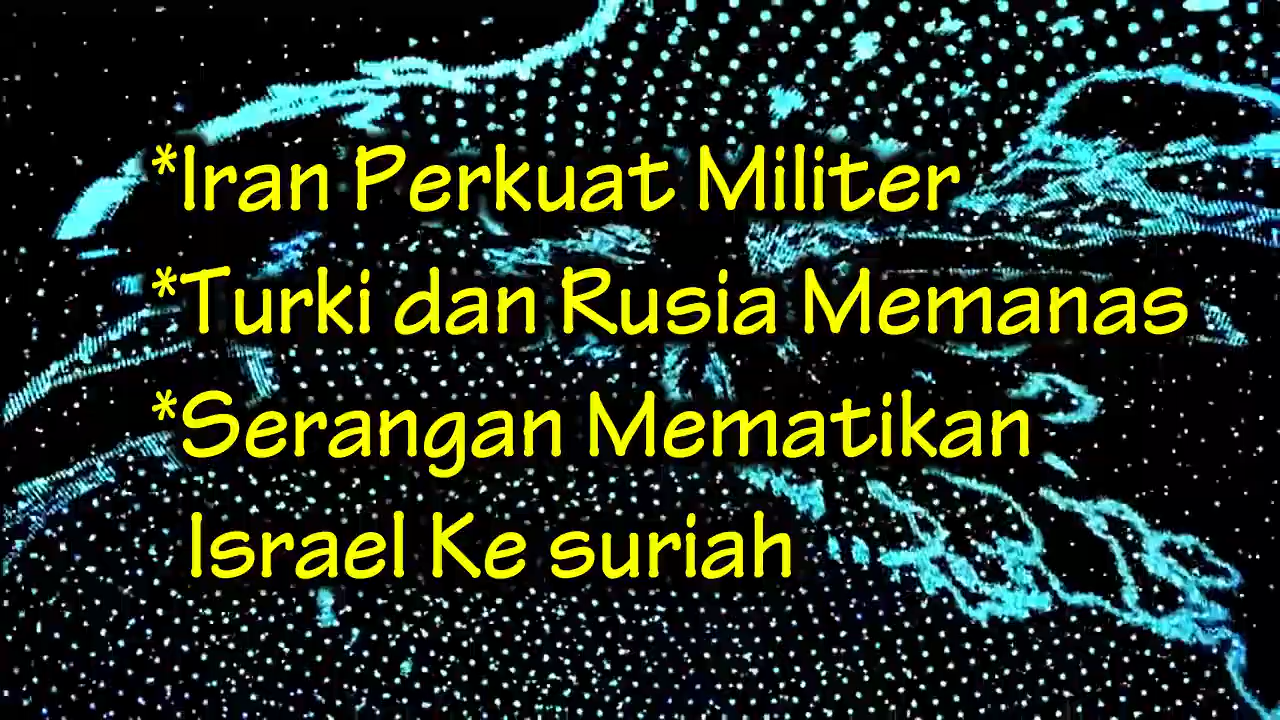 *Iran Perkuat Militer
*Turki dan Rusia Memanas
*Serangan Mematikan
Israel Ke suriah